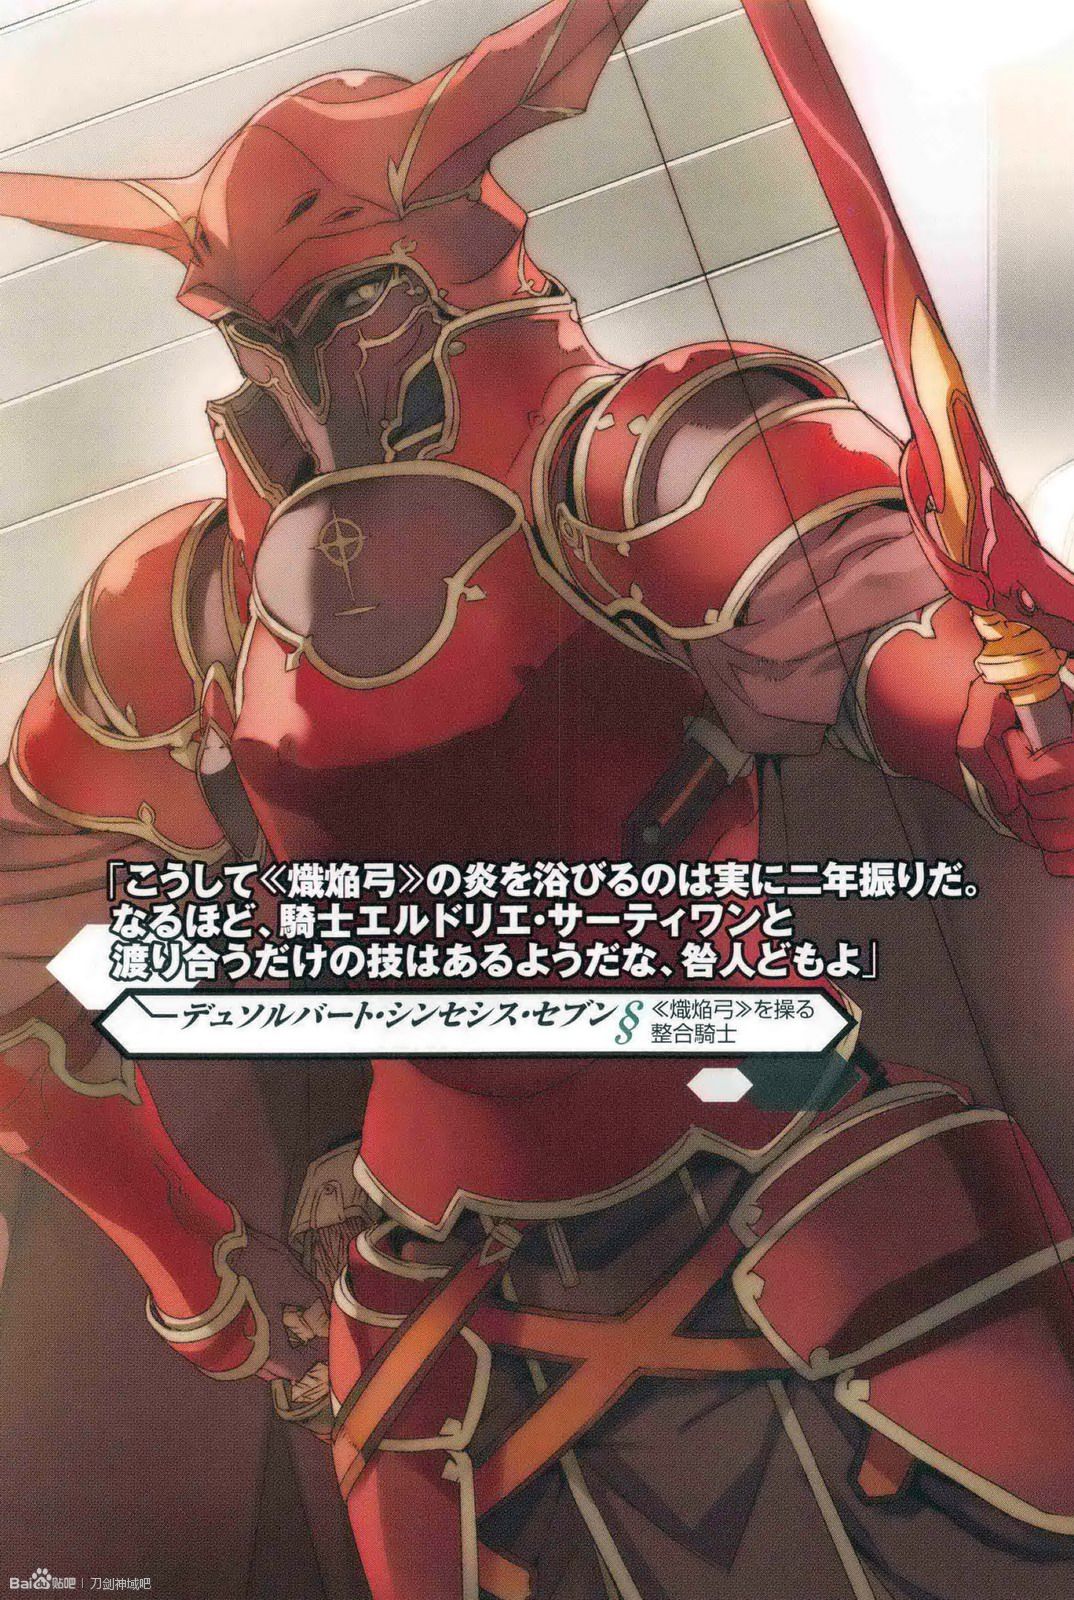 「こうして《熾焔弓》の炎を浴びるのは実に二年振りだ。
なるほど、騎士エルドリエ・サーティワンと
渡り合うだけの技はあるようだな、咎人どもよ」
デュソルバート・シンセシス・セブン§
《熾焔弓》を操る
整合騎士
Bai贴吧 | 刀剑神域吧